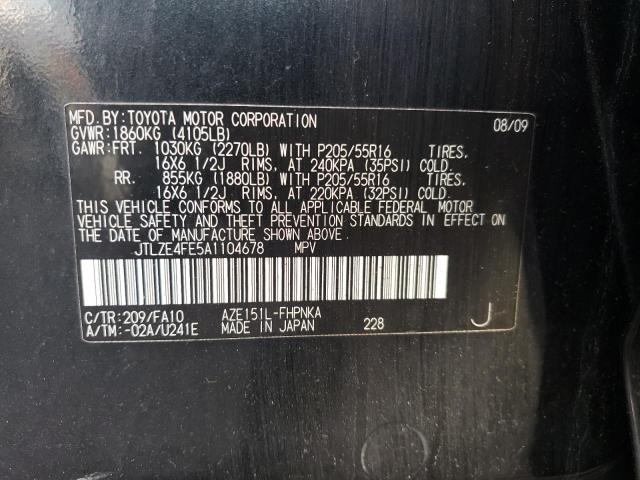 MFD.BY:TOYOTA MOTOR CORPORATION 08/09
GVWR:1860KG (4105LB)
GAWR:FRT. 1030KG (2270LB) WITH P205/55R16 TIRES,
16X6 1/2J RIMS, AT 240KPA (35PSI) COLD.
RR. 855KG (1880LB) WITH P205/55R16 TIRES,
16X6 1/2J RIMS, AT 220KPA (32PSI) COLD.
THIS VEHICLE CONFORMS TO ALL APPLICABLE FEDERAL MOTOR
VEHICLE SAFETY AND THEFT PREVENTION STANDARDS IN EFFECT ON
THE DATE OF MANUFACTURE SHOWN ABOVE.
JTLZE4FE5A1104678 MPV
C/TR:209/FA10 AZE151L-FHPNKA
A/TM:-02A/U241E MADE IN JAPAN 228 J